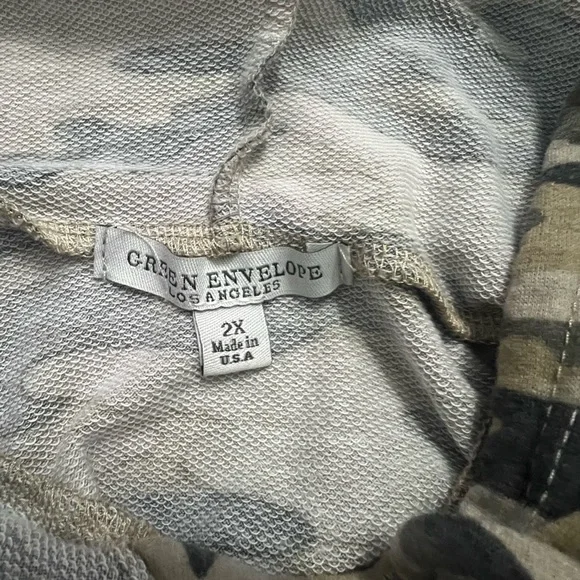 GREEN ENVELOPE
LOS ANGELES
2X
Made in
U.S.A